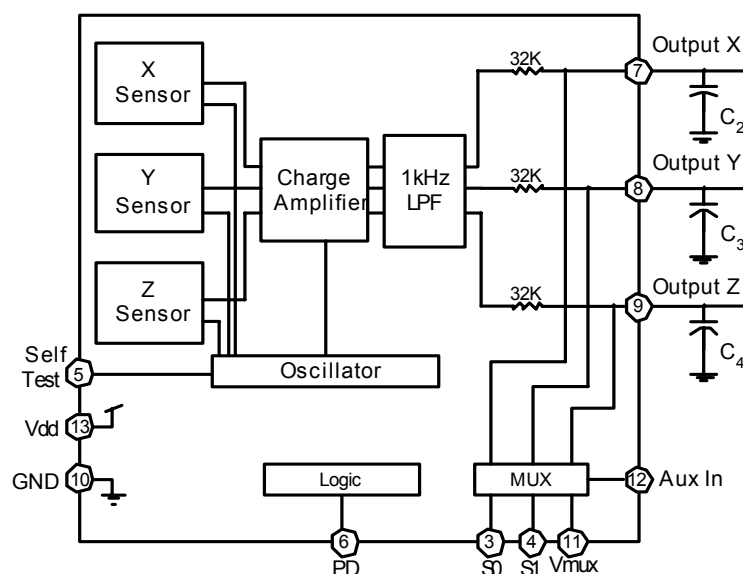 X
Sensor
Y
Sensor
Z
Sensor
Charge
Amplifier
1kHz
LPF
32K
32K
32K
7
Output X
C2
8
Output Y
C3
9
Output Z
C4
Self
Test
5
Oscillator
Vdd
13
GND
10
Logic
MUX
12
Aux In
6
PD
3
S0
4
S1
11
Vmux